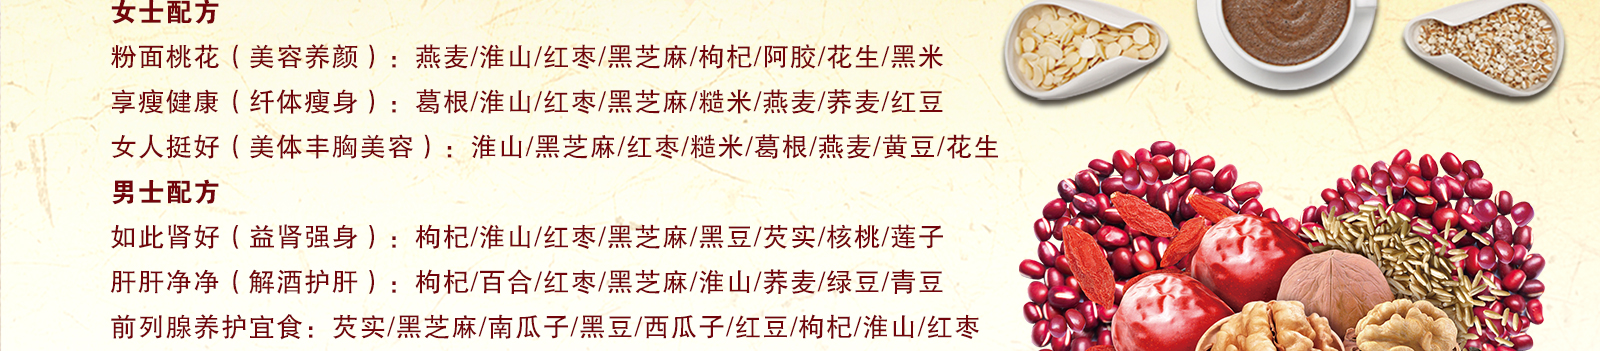 女士配方
粉面桃花（美容养颜）：燕麦/淮山/红枣/黑芝麻/枸杞/阿胶/花生/黑米
享瘦健康（纤体瘦身）：葛根/淮山/红枣/黑芝麻/糙米/燕麦/荞麦/红豆
女人挺好（美体丰胸美容）：淮山/黑芝麻/红枣/糙米/葛根/燕麦/黄豆/花生
男士配方
如此肾好（益肾强身）：枸杞/淮山/红枣/黑芝麻/黑豆/芡实/核桃/莲子
肝肝净净（解酒护肝）：枸杞/百合/红枣/黑芝麻/淮山/荞麦/绿豆/青豆
前列腺养护宜食：芡实/黑芝麻/南瓜子/黑豆/西瓜子/红豆/枸杞/淮山/红枣